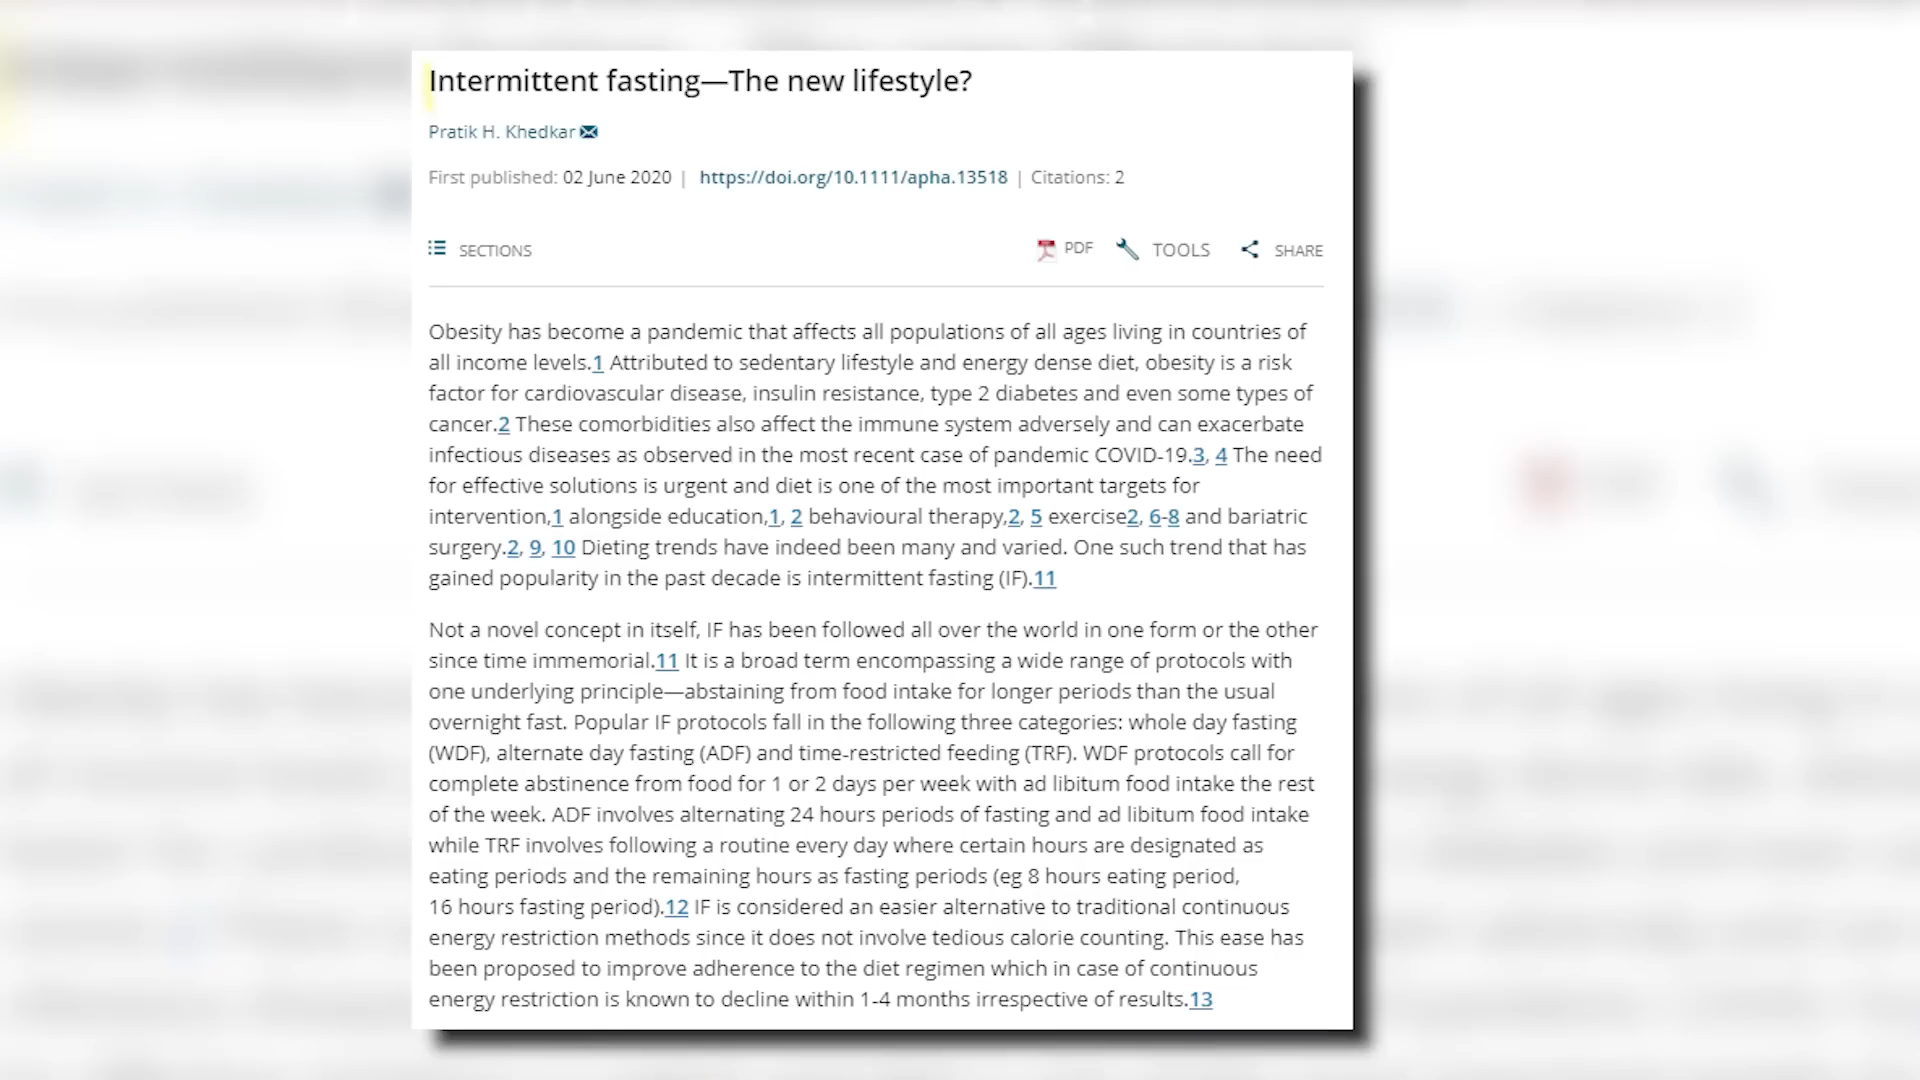 Intermittent fasting—The new lifestyle?
Pratik H. Khedkar
First published: 02 June 2020 | https://doi.org/10.1111/apha.13518 | Citations: 2
SECTIONS PDF TOOLS SHARE
Obesity has become a pandemic that affects all populations of all ages living in countries of
all income levels.1 Attributed to sedentary lifestyle and energy dense diet, obesity is a risk
factor for cardiovascular disease, insulin resistance, type 2 diabetes and even some types of
cancer.2 These comorbidities also affect the immune system adversely and can exacerbate
infectious diseases as observed in the most recent case of pandemic COVID-19.3, 4 The need
for effective solutions is urgent and diet is one of the most important targets for
intervention,1 alongside education,1, 2 behavioural therapy,2, 5 exercise2, 6-8 and bariatric
surgery.2, 9, 10 Dieting trends have indeed been many and varied. One such trend that has
gained popularity in the past decade is intermittent fasting (IF).11
Not a novel concept in itself, IF has been followed all over the world in one form or the other
since time immemorial.11 It is a broad term encompassing a wide range of protocols with
one underlying principle—abstaining from food intake for longer periods than the usual
overnight fast. Popular IF protocols fall in the following three categories: whole day fasting
(WDF), alternate day fasting (ADF) and time-restricted feeding (TRF). WDF protocols call for
complete abstinence from food for 1 or 2 days per week with ad libitum food intake the rest
of the week. ADF involves alternating 24 hours periods of fasting and ad libitum food intake
while TRF involves following a routine every day where certain hours are designated as
eating periods and the remaining hours as fasting periods (eg 8 hours eating period,
16 hours fasting period).12 IF is considered an easier alternative to traditional continuous
energy restriction methods since it does not involve tedious calorie counting. This ease has
been proposed to improve adherence to the diet regimen which in case of continuous
energy restriction is known to decline within 1-4 months irrespective of results.13